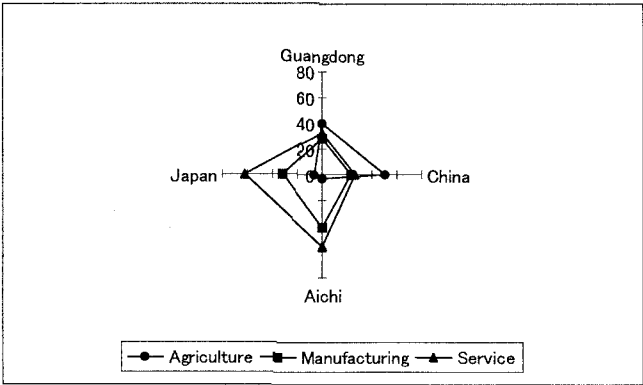 Guangdong
80
60
40
20
0
Japan
China
Aichi
Agriculture Manufacturing Service